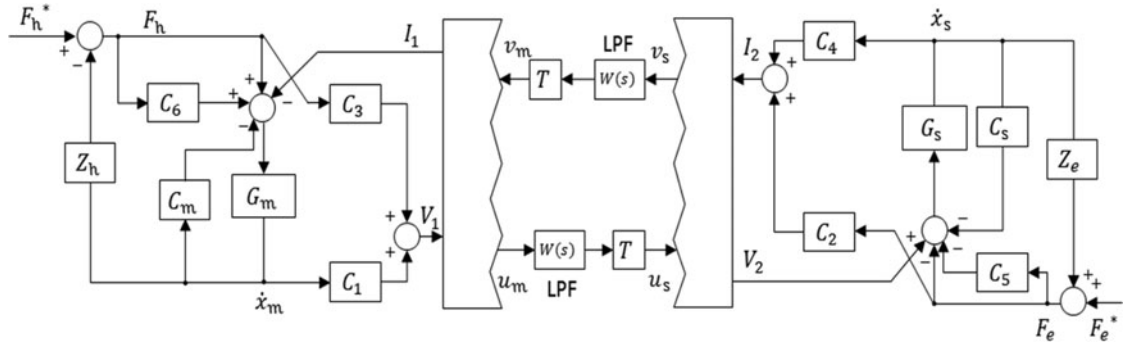 F_h^* F_h I_1 LPF I_2 ẋ_s
+ − v_m v_s C_4
T W(s)
C_6 + + − C_3 + +
− G_s C_s
Z_h Z_e
C_m G_m
+ V_1 C_2 − + − −
+ W(s) T V_2 C_5
C_1 u_m LPF u_s + +
ẋ_m F_e F_e^*